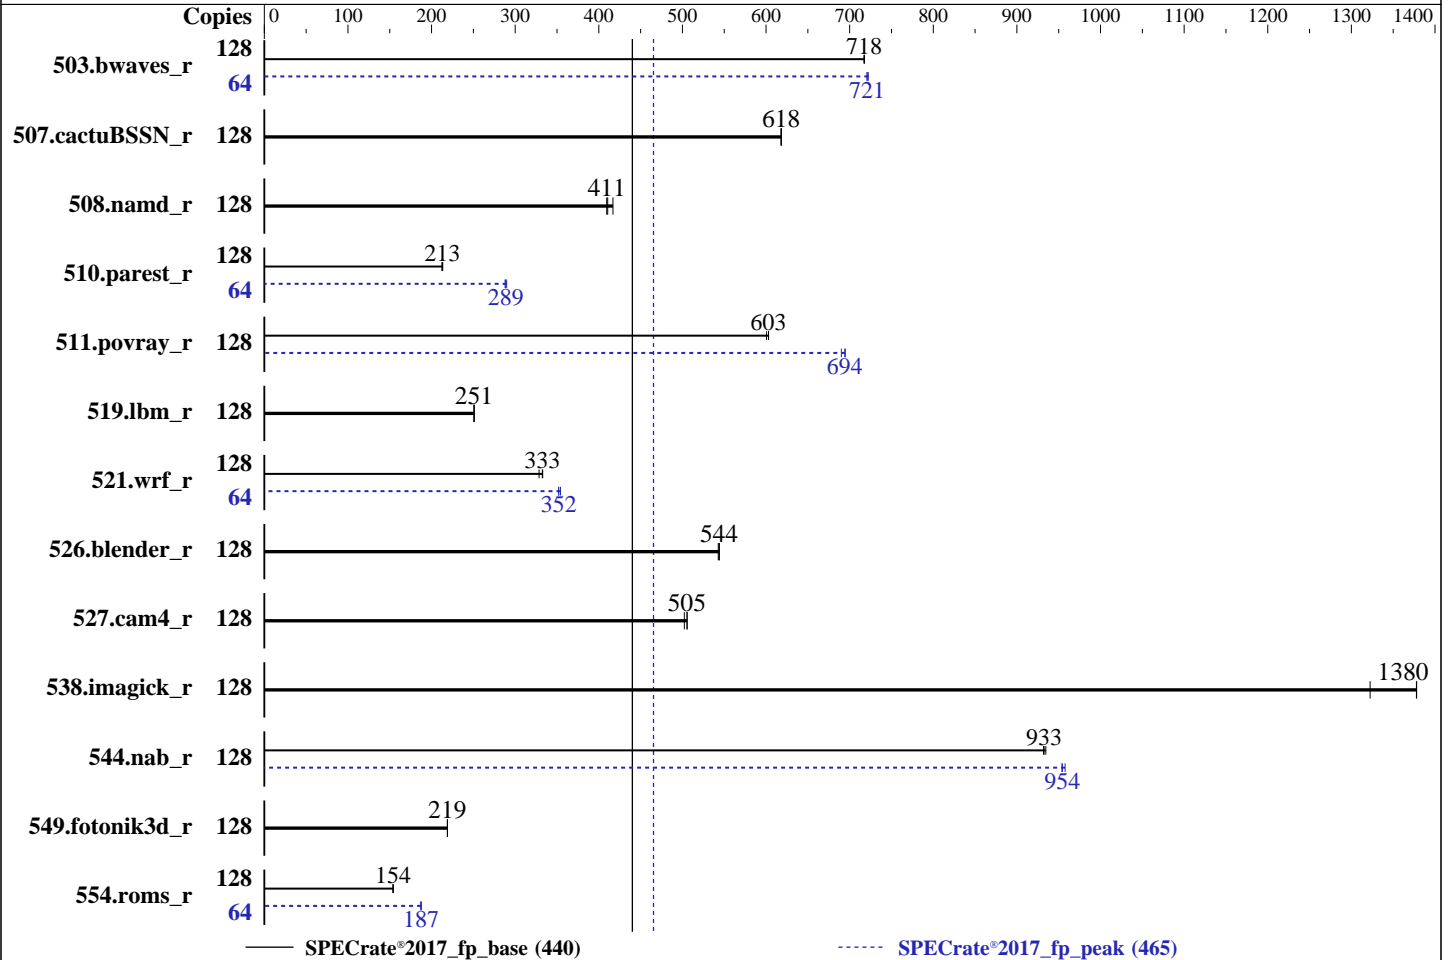 Copies 0 100 200 300 400 500 600 700 800 900 1000 1100 1200 1300 1400
503.bwaves_r 128 718
64 721
507.cactuBSSN_r 128 618
508.namd_r 128 411
510.parest_r 128 213
64 289
511.povray_r 128 603
694
519.lbm_r 128 251
521.wrf_r 128 333
64 352
526.blender_r 128 544
527.cam4_r 128 505
538.imagick_r 128 1380
544.nab_r 128 933
954
549.fotonik3d_r 128 219
554.roms_r 128 154
64 187
SPECrate®2017_fp_base (440) SPECrate®2017_fp_peak (465)